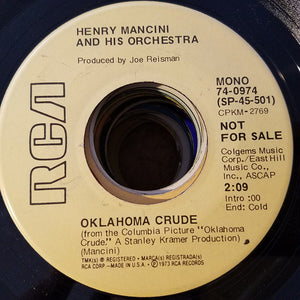 HENRY MANCINI
AND HIS ORCHESTRA
Produced by Joe Reisman
RCA
MONO
74-0974
(SP-45-501)
CPKM-2769
NOT
FOR SALE
Colgems Music
Corp./East Hill
Music Co.,
Inc., ASCAP
2:09
Intro :00
End: Cold
OKLAHOMA CRUDE
(from the Columbia Picture "Oklahoma
Crude." A Stanley Kramer Production)
(Mancini)
TMK(s) ® REGISTERED • MARCA(s) REGISTRADA(s)
RCA CORP.—MADE IN U.S.A. ℗ 1973 RCA RECORDS